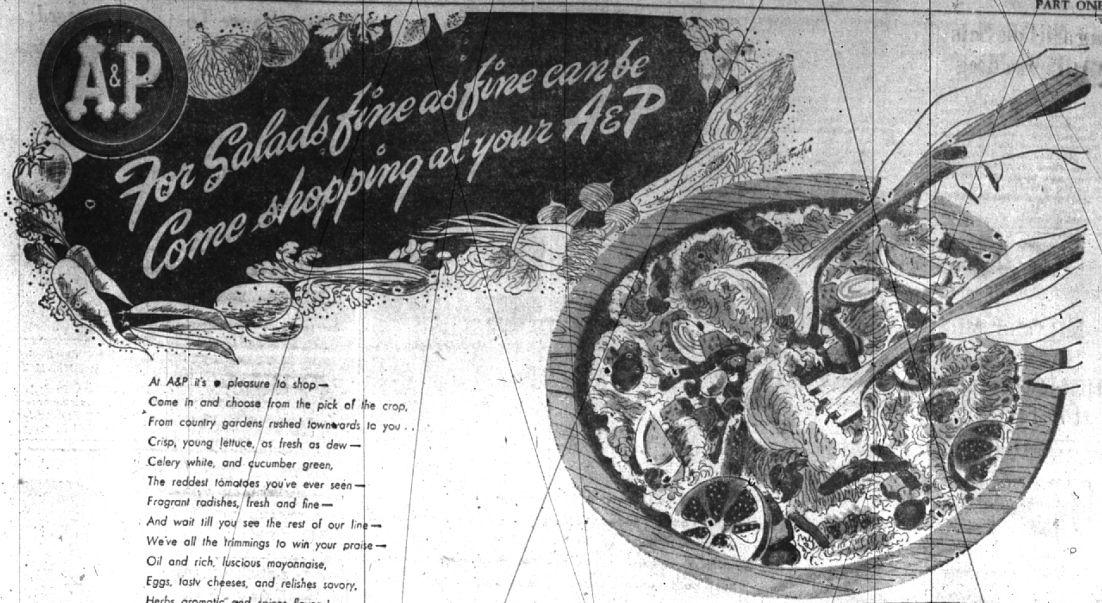 PART ONE
A&P
For Salads fine as fine can be
Come shopping at your A&P
At A&P it's a pleasure to shop—
Come in and choose from the pick of the crop,
From country gardens rushed townwards to you . .
Crisp, young lettuce, as fresh as dew—
Celery white, and cucumber green,
The reddest tomatoes you've ever seen—
Fragrant radishes, fresh and fine—
And wait till you see the rest of our line—
We've all the trimmings to win your praise—
Oil and rich, luscious mayonnaise,
Eggs, tasty cheeses, and relishes savory,
Herbs aromatic and spices